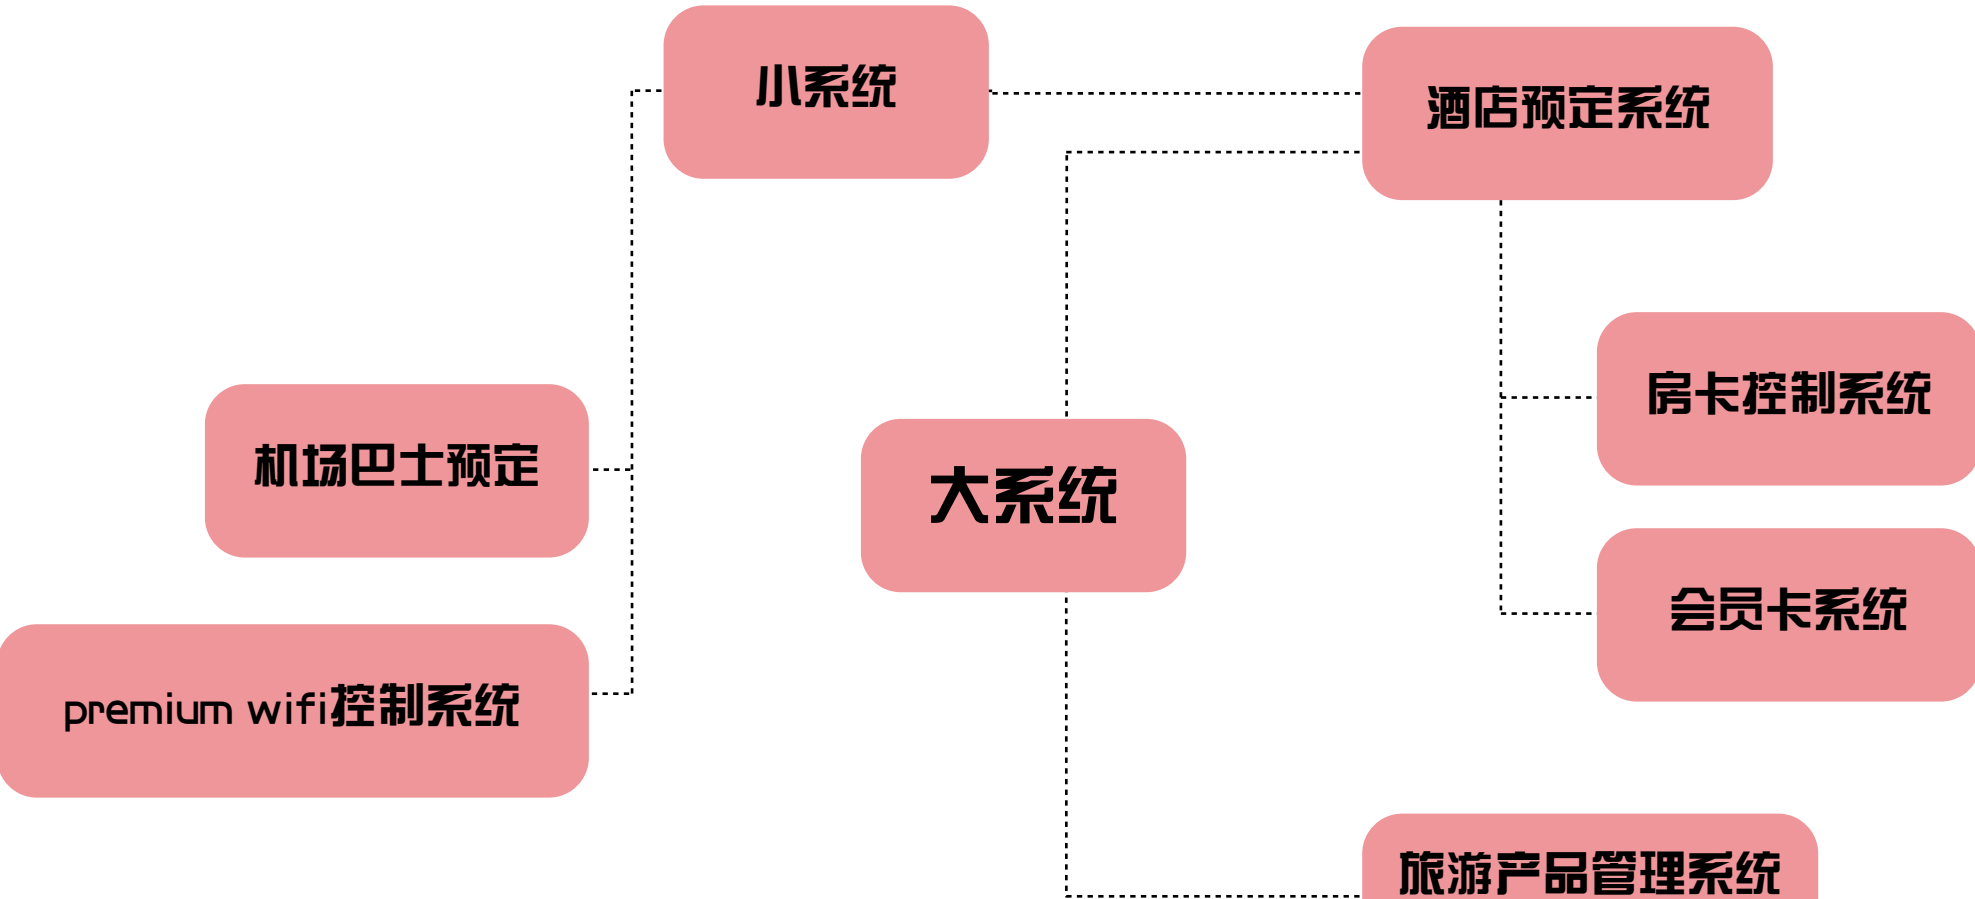 小系统
酒店预定系统
房卡控制系统
机场巴士预定
大系统
会员卡系统
premium wifi控制系统
旅游产品管理系统